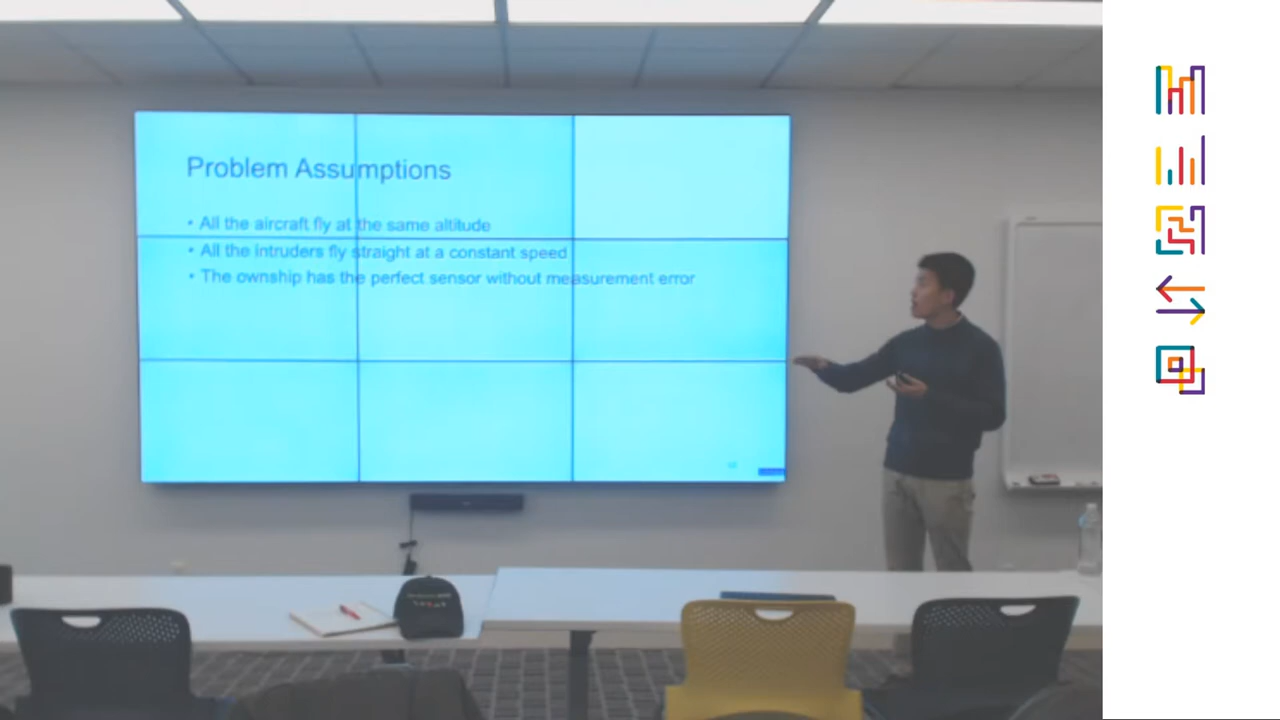 Problem Assumptions
• All the aircraft fly at the same altitude
• All the intruders fly straight at a constant speed
• The ownship has the perfect sensor without measurement error